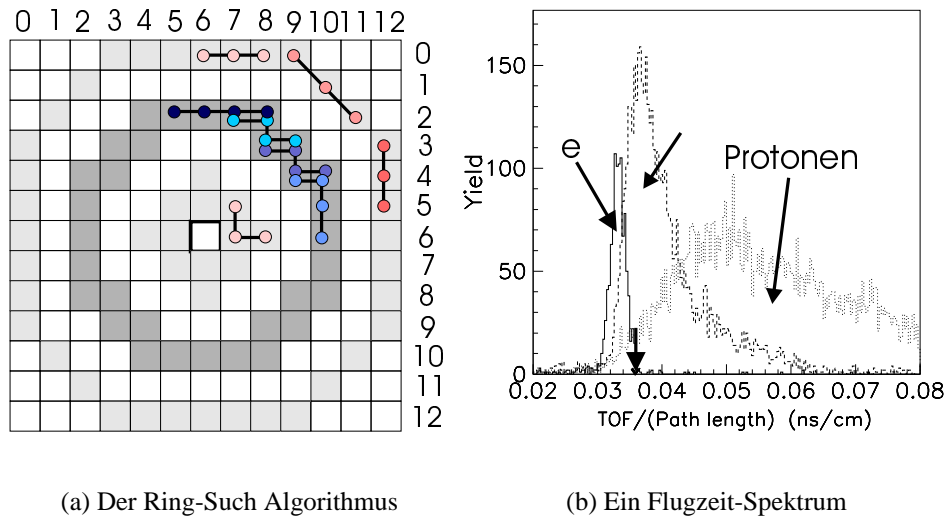 0 1 2 3 4 5 6 7 8 9 10 11 12
0
1
2
3
4
5
6
7
8
9
10
11
12
(a) Der Ring-Such Algorithmus
Yield
150
100
50
0
0.02 0.03 0.04 0.05 0.06 0.07 0.08
TOF/(Path length) (ns/cm)
e
Protonen
(b) Ein Flugzeit-Spektrum